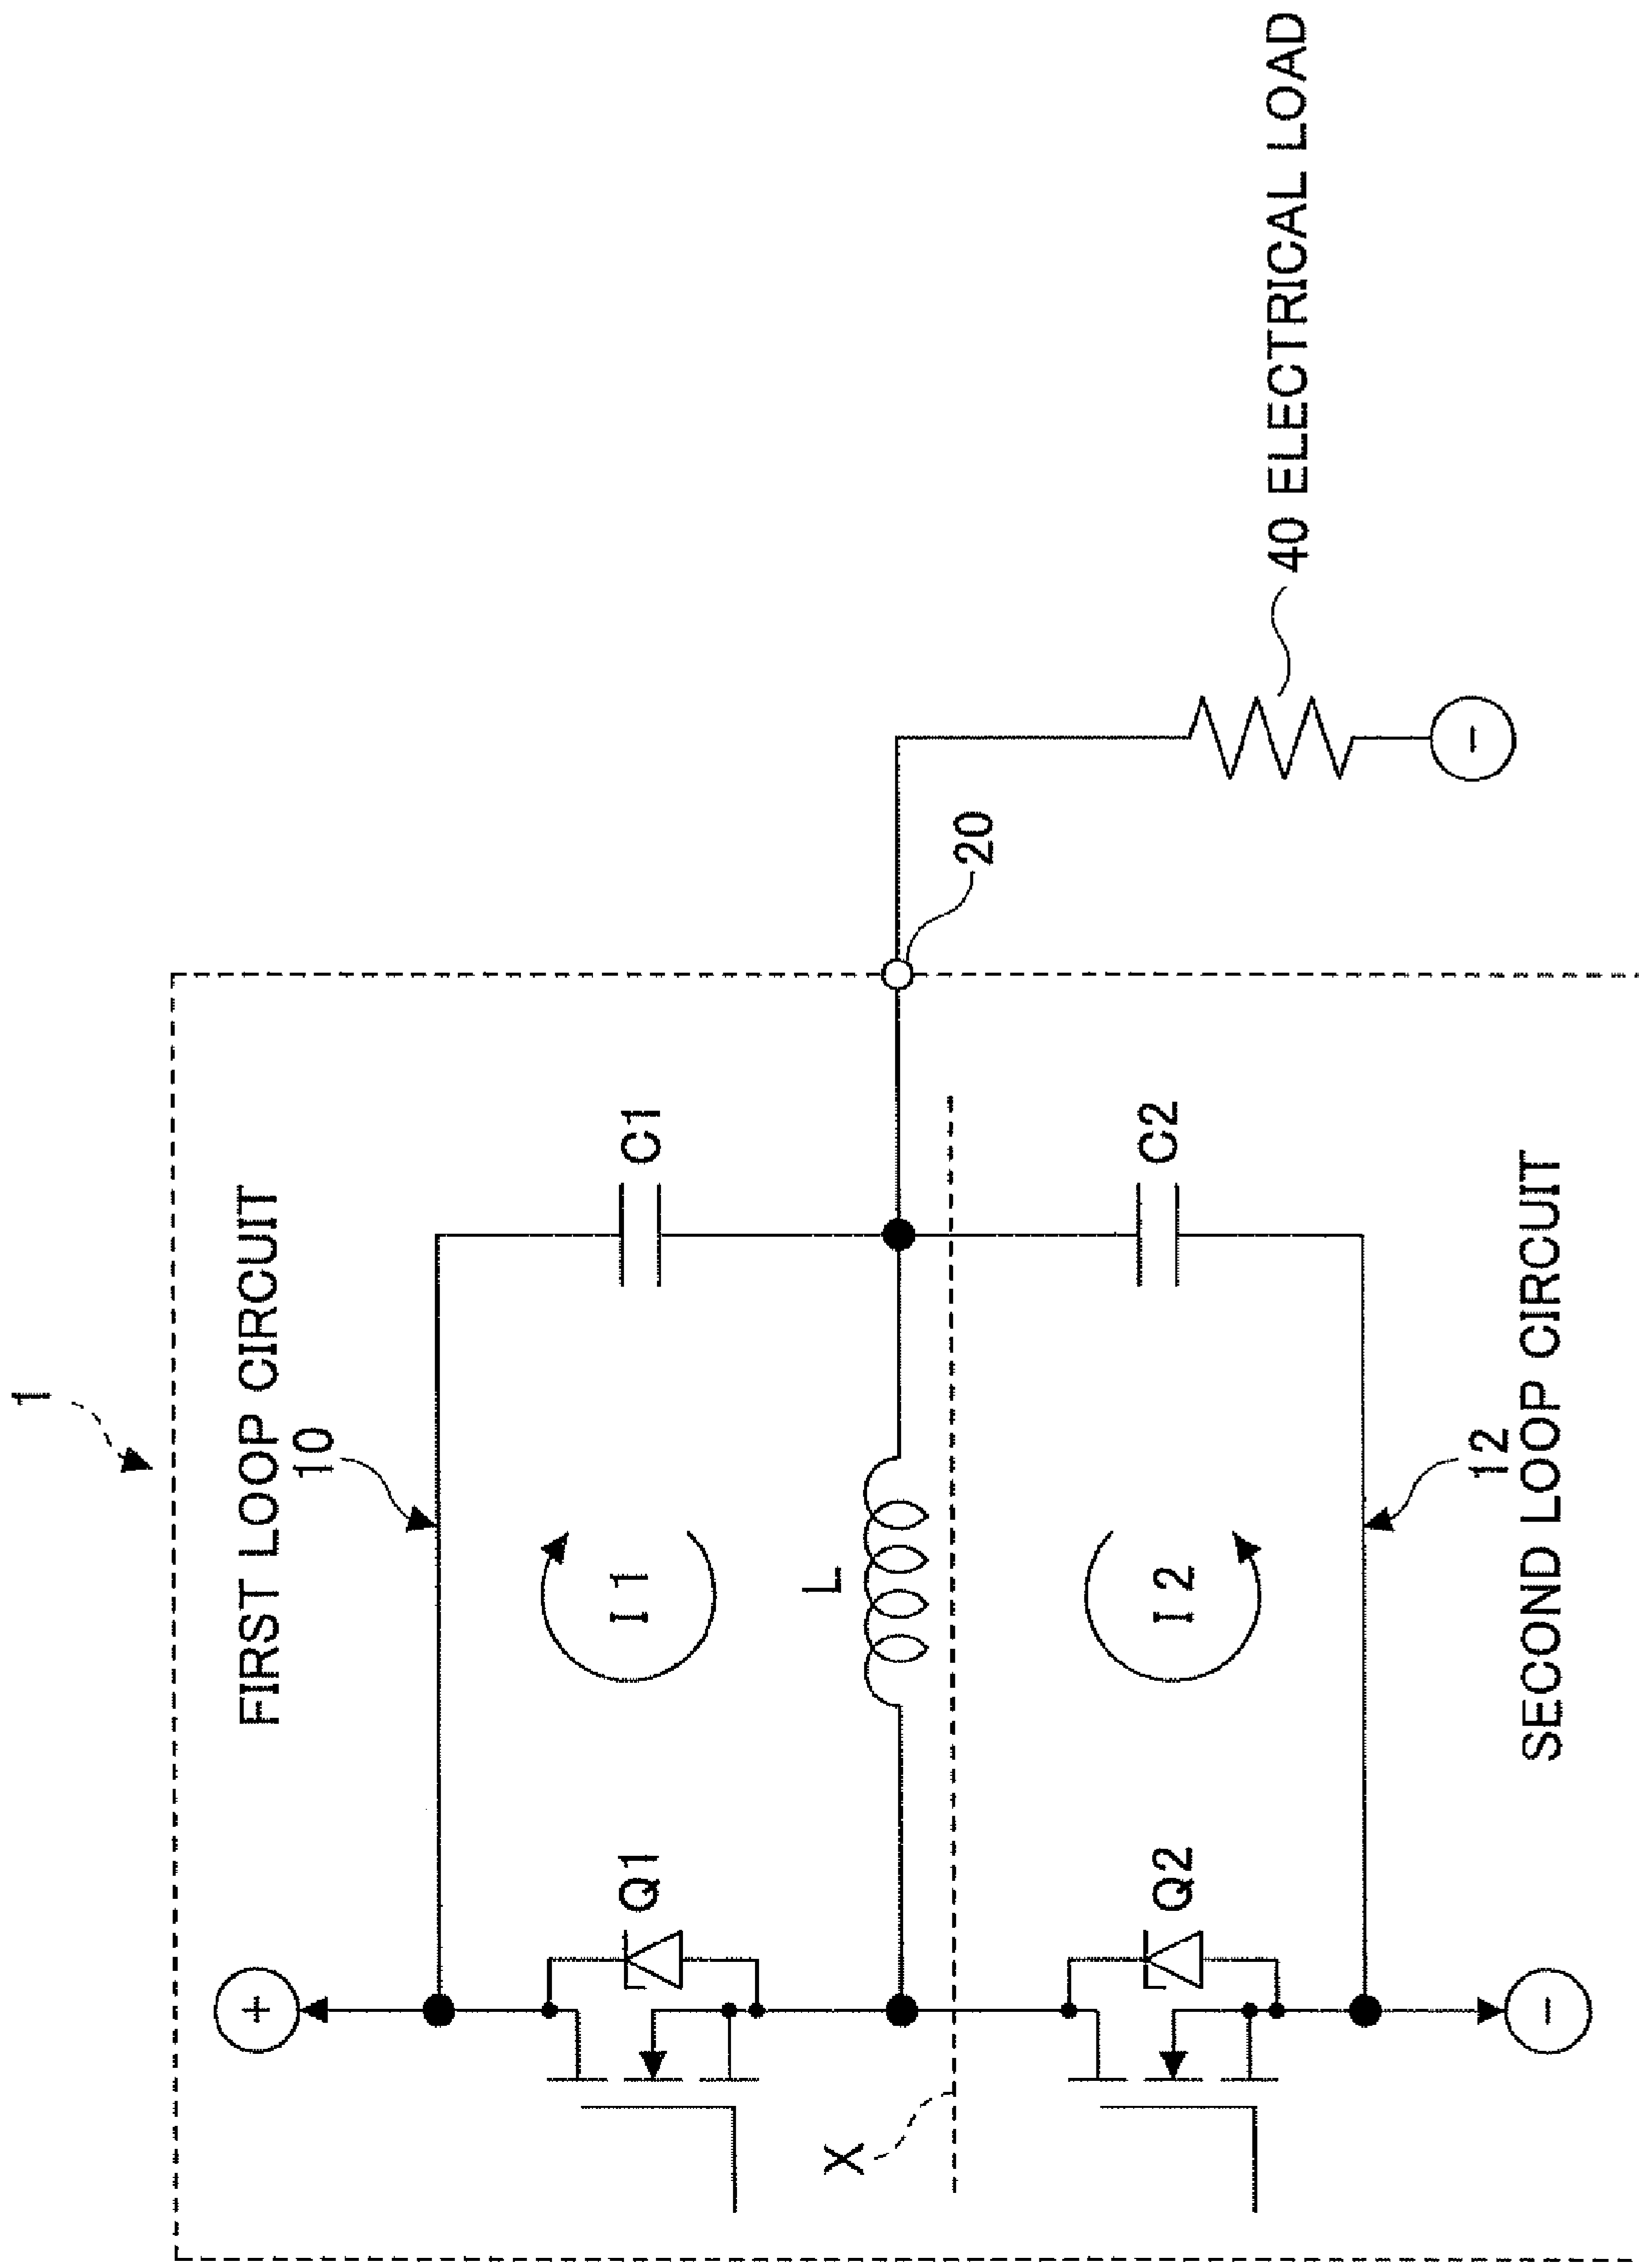 1
FIRST LOOP CIRCUIT
10
+
Q1
I1
C1
L
20
X
Q2
I2
C2
12
SECOND LOOP CIRCUIT
-
-
40 ELECTRICAL LOAD